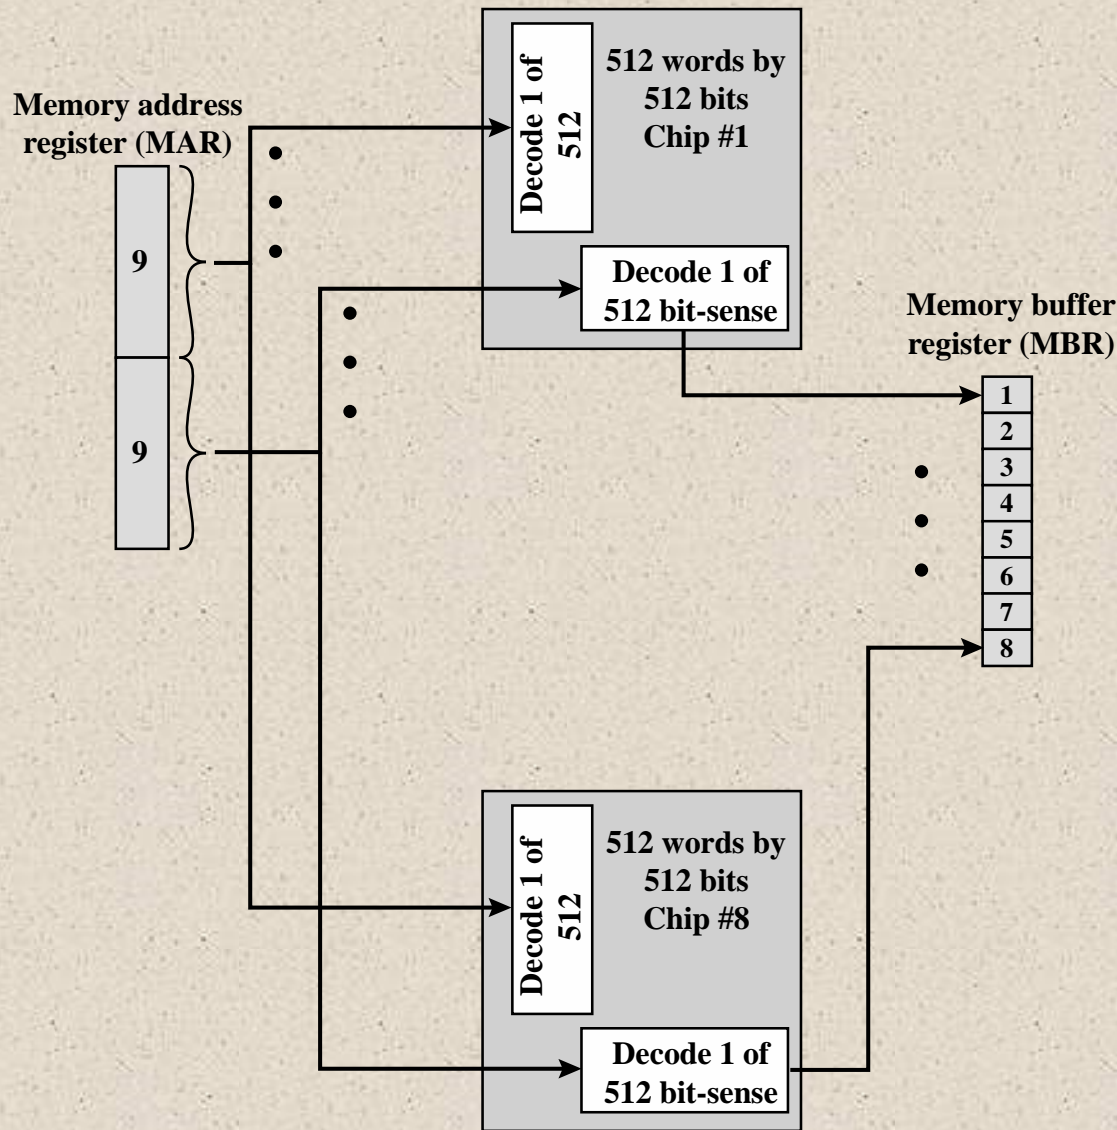 Memory address
register (MAR)
9
9
Decode 1 of
512
512 words by
512 bits
Chip #1
Decode 1 of
512 bit-sense
Memory buffer
register (MBR)
1
2
3
4
5
6
7
8
Decode 1 of
512
512 words by
512 bits
Chip #8
Decode 1 of
512 bit-sense